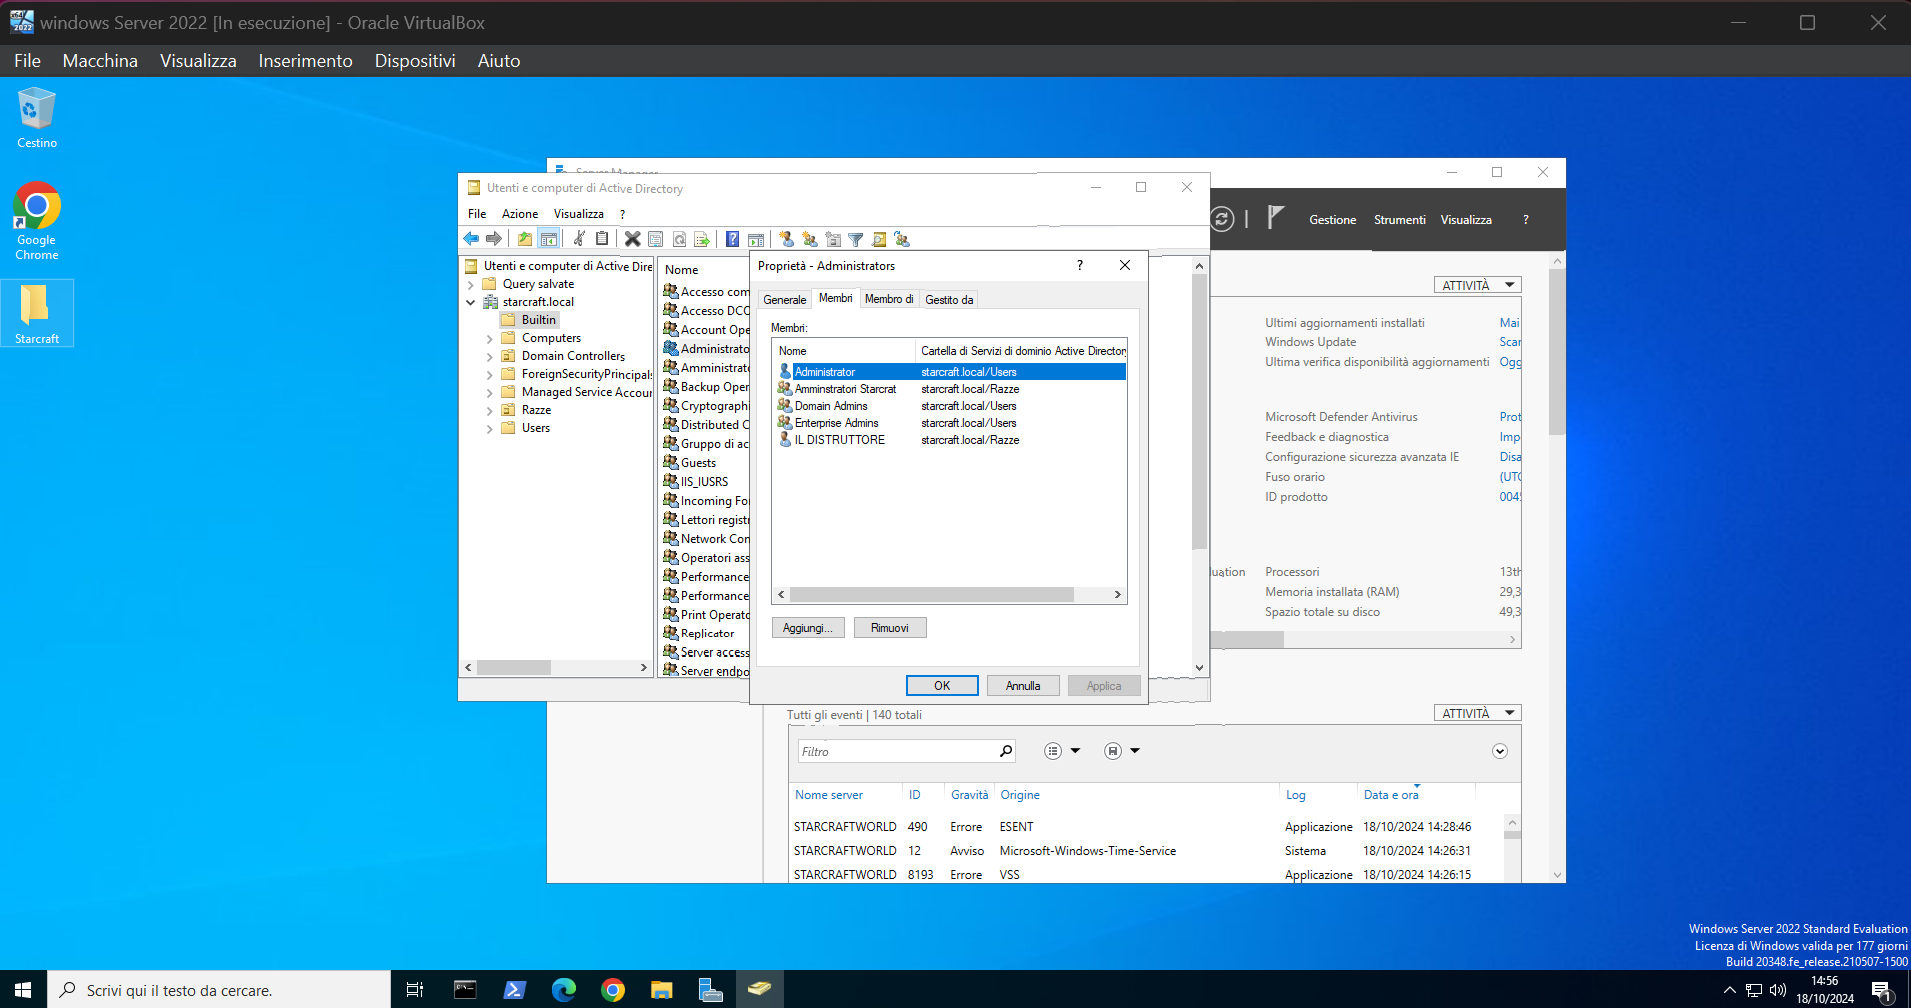 windows Server 2022 [In esecuzione] - Oracle VirtualBox
File Macchina Visualizza Inserimento Dispositivi Aiuto
Cestino
Google
Chrome
Starcraft
Server Manager
Gestione Strumenti Visualizza ?
Utenti e computer di Active Directory
File Azione Visualizza ?
Utenti e computer di Active Dire
Query salvate
starcraft.local
Builtin
Computers
Domain Controllers
ForeignSecurityPrincipals
Managed Service Accour
Razze
Users
Nome
Accesso com
Accesso DCC
Account Ope
Administrato
Amministrato
Backup Oper
Cryptographi
Distributed C
Gruppo di ac
Guests
IIS_IUSRS
Incoming Fo
Lettori registr
Network Con
Operatori ass
Performance
Performance
Print Operato
Replicator
Server access
Server endpo
Proprietà - Administrators ?
Generale Membri Membro di Gestito da
Membri:
Nome Cartella di Servizi di dominio Active Directory
Administrator starcraft.local/Users
Amminstratori Starcrat starcraft.local/Razze
Domain Admins starcraft.local/Users
Enterprise Admins starcraft.local/Users
IL DISTRUTTORE starcraft.local/Razze
Aggiungi... Rimuovi
OK Annulla Applica
ATTIVITÀ
Ultimi aggiornamenti installati Mai
Windows Update Scar
Ultima verifica disponibilità aggiornamenti Ogg
Microsoft Defender Antivirus Prot
Feedback e diagnostica Imp
Configurazione sicurezza avanzata IE Disa
Fuso orario (UTC
ID prodotto 004
uation Processori 13th
Memoria installata (RAM) 29,3
Spazio totale su disco 49,3
Tutti gli eventi | 140 totali ATTIVITÀ
Filtro
Nome server ID Gravità Origine Log Data e ora
STARCRAFTWORLD 490 Errore ESENT Applicazione 18/10/2024 14:28:46
STARCRAFTWORLD 12 Avviso Microsoft-Windows-Time-Service Sistema 18/10/2024 14:26:31
STARCRAFTWORLD 8193 Errore VSS Applicazione 18/10/2024 14:26:15
Windows Server 2022 Standard Evaluation
Licenza di Windows valida per 177 giorni
Build 20348.fe_release.210507-1500
Scrivi qui il testo da cercare.
14:56
18/10/2024
1